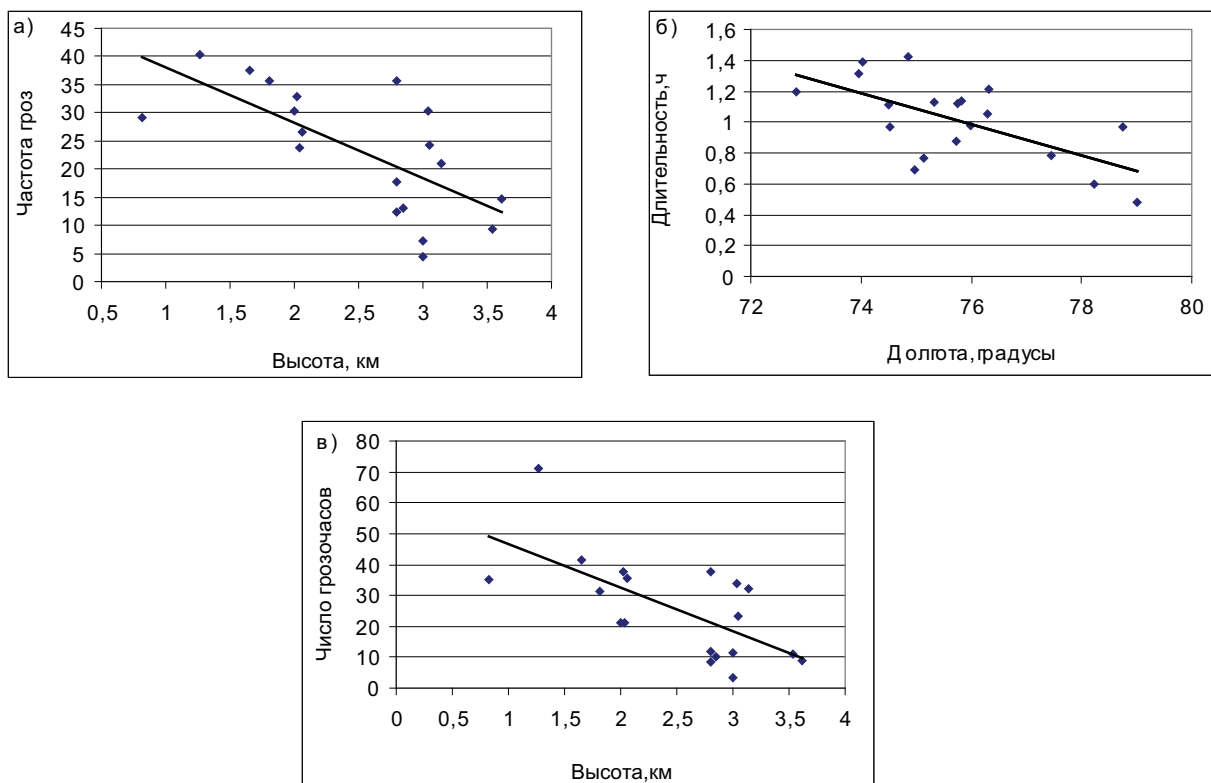 а)
Частота гроз
45
40
35
30
25
20
15
10
5
0
0,5 1 1,5 2 2,5 3 3,5 4
Высота, км
б)
Длительность,ч
1,6
1,4
1,2
1
0,8
0,6
0,4
0,2
0
72 74 76 78 80
Долгота,градусы
в)
Число грозочасов
80
70
60
50
40
30
20
10
0
0 0,5 1 1,5 2 2,5 3 3,5 4
Высота,км